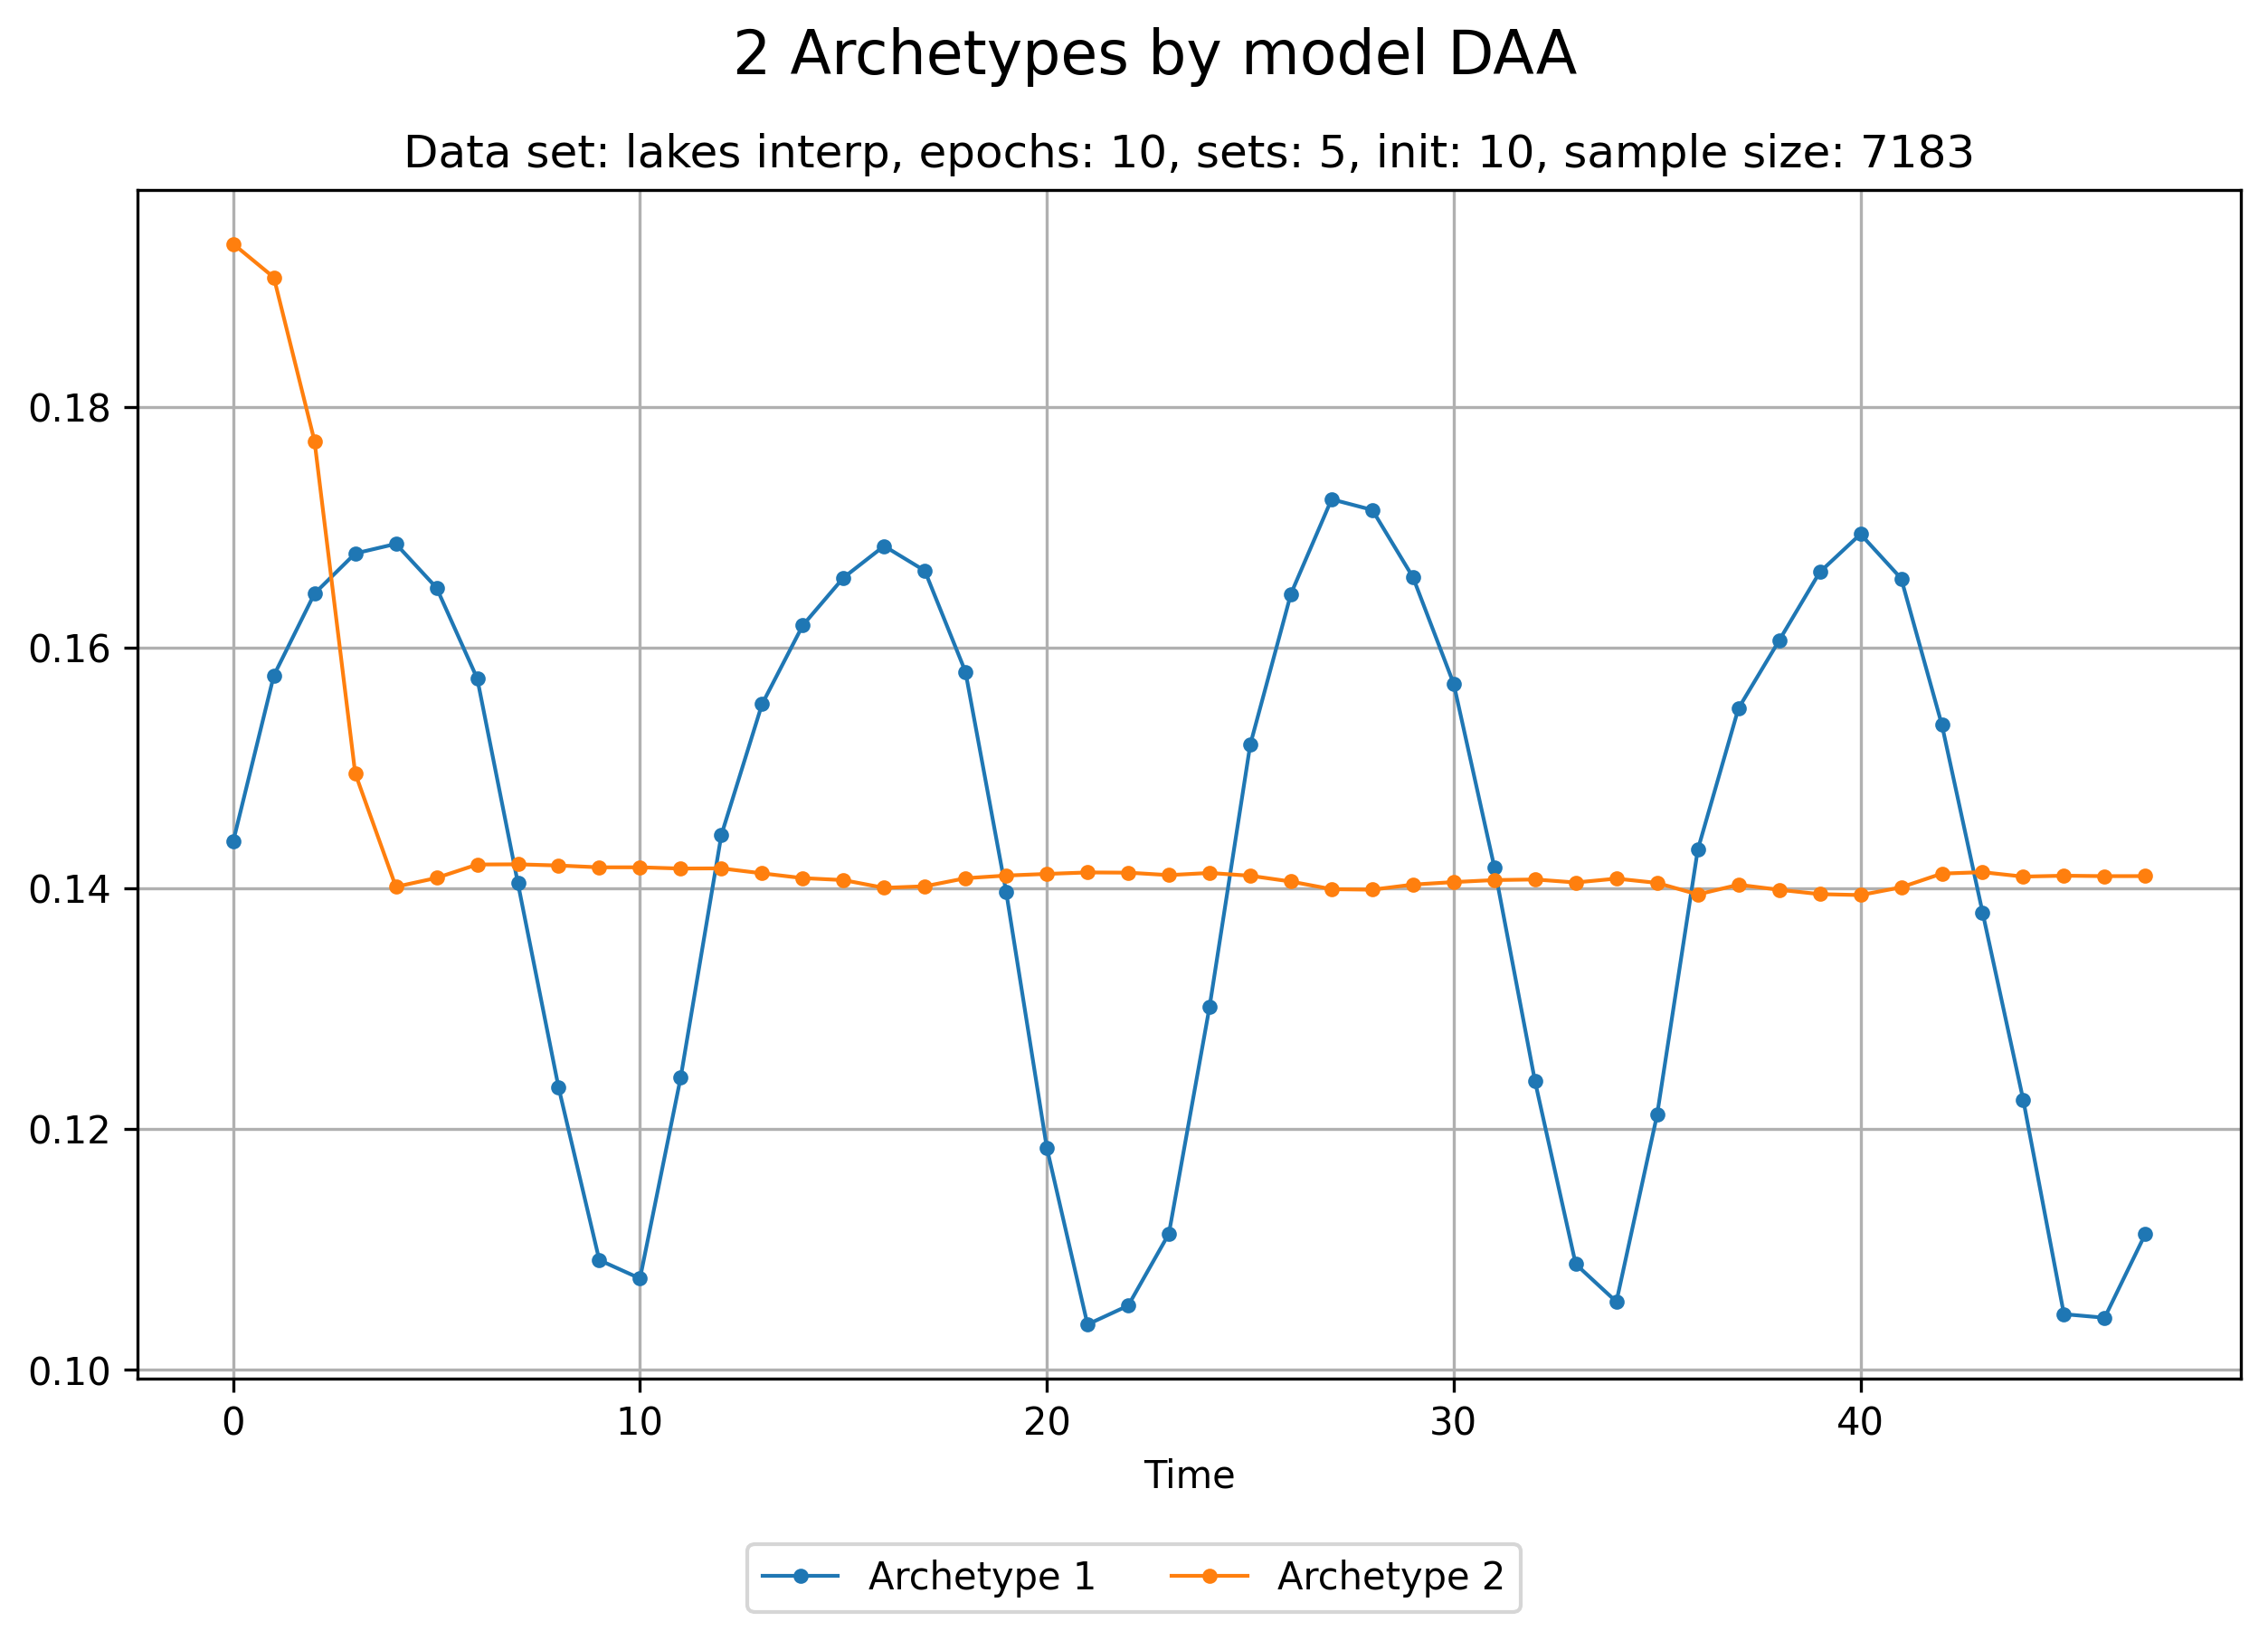 2 Archetypes by model DAA
Data set: lakes interp, epochs: 10, sets: 5, init: 10, sample size: 7183
0.18
0.16
0.14
0.12
0.10
0 10 20 30 40
Time
Archetype 1 Archetype 2